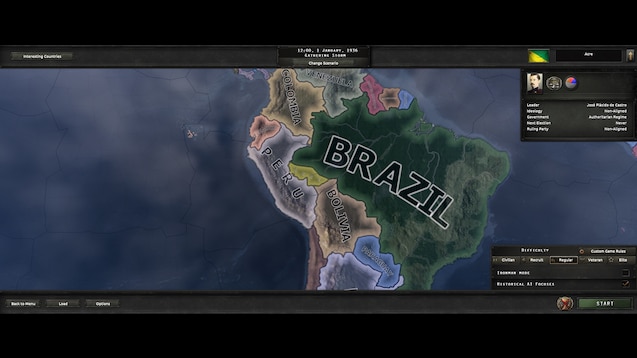 12:00, 1 January, 1936
Gathering Storm
Interesting Countries
Change Scenario
Acre
VENEZUELA
COLOMBIA
PERU
BRAZIL
BOLIVIA
Leader José Plácido de Castro
Ideology Non-Aligned
Government Authoritarian Regime
Next Election Never
Ruling Party Non-Aligned
Difficulty
Custom Game Rules
Civilian Recruit Regular Veteran Elite
Ironman mode
Historical AI Focuses
Back to Menu Load Options
START